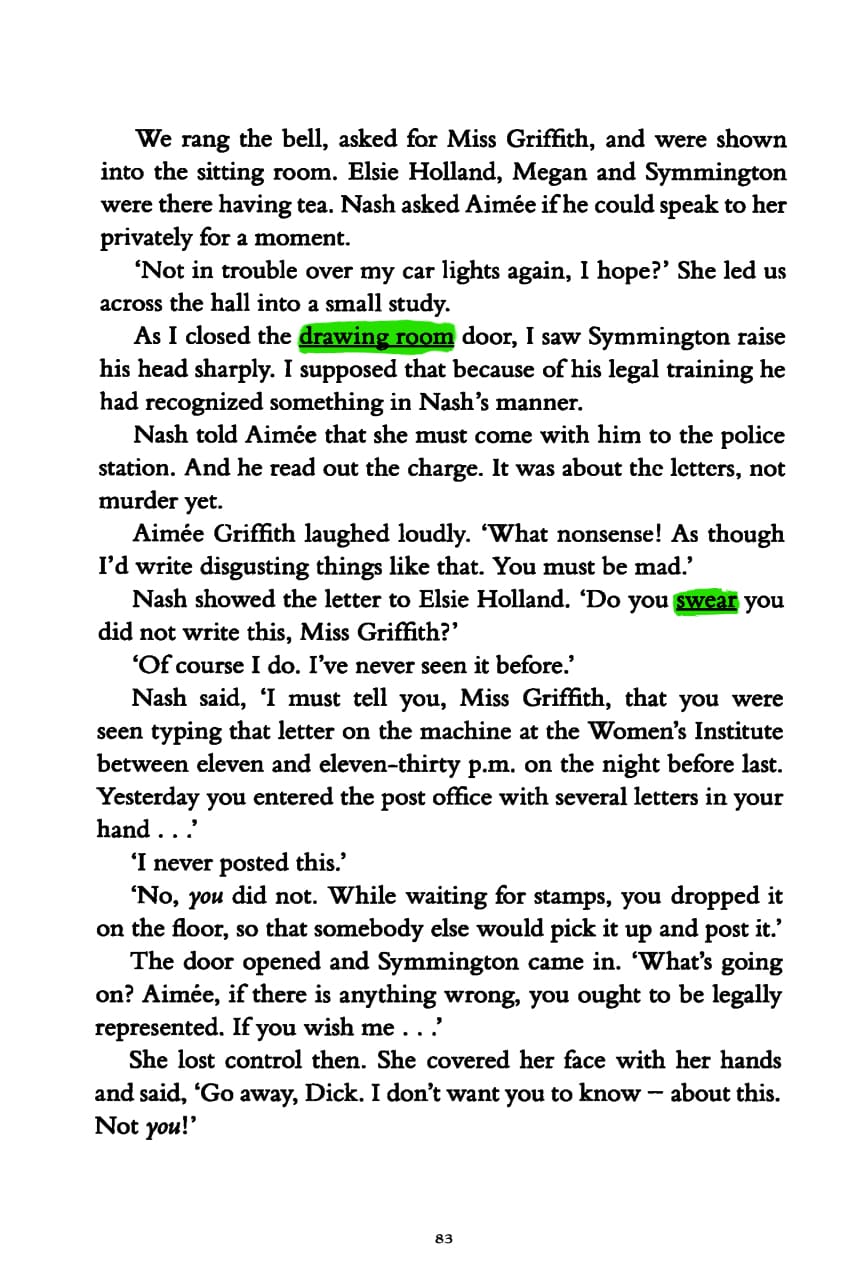 We rang the bell, asked for Miss Griffith, and were shown
into the sitting room. Elsie Holland, Megan and Symmington
were there having tea. Nash asked Aimée if he could speak to her
privately for a moment.
‘Not in trouble over my car lights again, I hope?’ She led us
across the hall into a small study.
As I closed the drawing room door, I saw Symmington raise
his head sharply. I supposed that because of his legal training he
had recognized something in Nash’s manner.
Nash told Aimée that she must come with him to the police
station. And he read out the charge. It was about the letters, not
murder yet.
Aimée Griffith laughed loudly. ‘What nonsense! As though
I’d write disgusting things like that. You must be mad.’
Nash showed the letter to Elsie Holland. ‘Do you swear you
did not write this, Miss Griffith?’
‘Of course I do. I’ve never seen it before.’
Nash said, ‘I must tell you, Miss Griffith, that you were
seen typing that letter on the machine at the Women’s Institute
between eleven and eleven-thirty p.m. on the night before last.
Yesterday you entered the post office with several letters in your
hand . . .’
‘I never posted this.’
‘No, you did not. While waiting for stamps, you dropped it
on the floor, so that somebody else would pick it up and post it.’
The door opened and Symmington came in. ‘What’s going
on? Aimée, if there is anything wrong, you ought to be legally
represented. If you wish me . . .’
She lost control then. She covered her face with her hands
and said, ‘Go away, Dick. I don’t want you to know – about this.
Not you!’
83